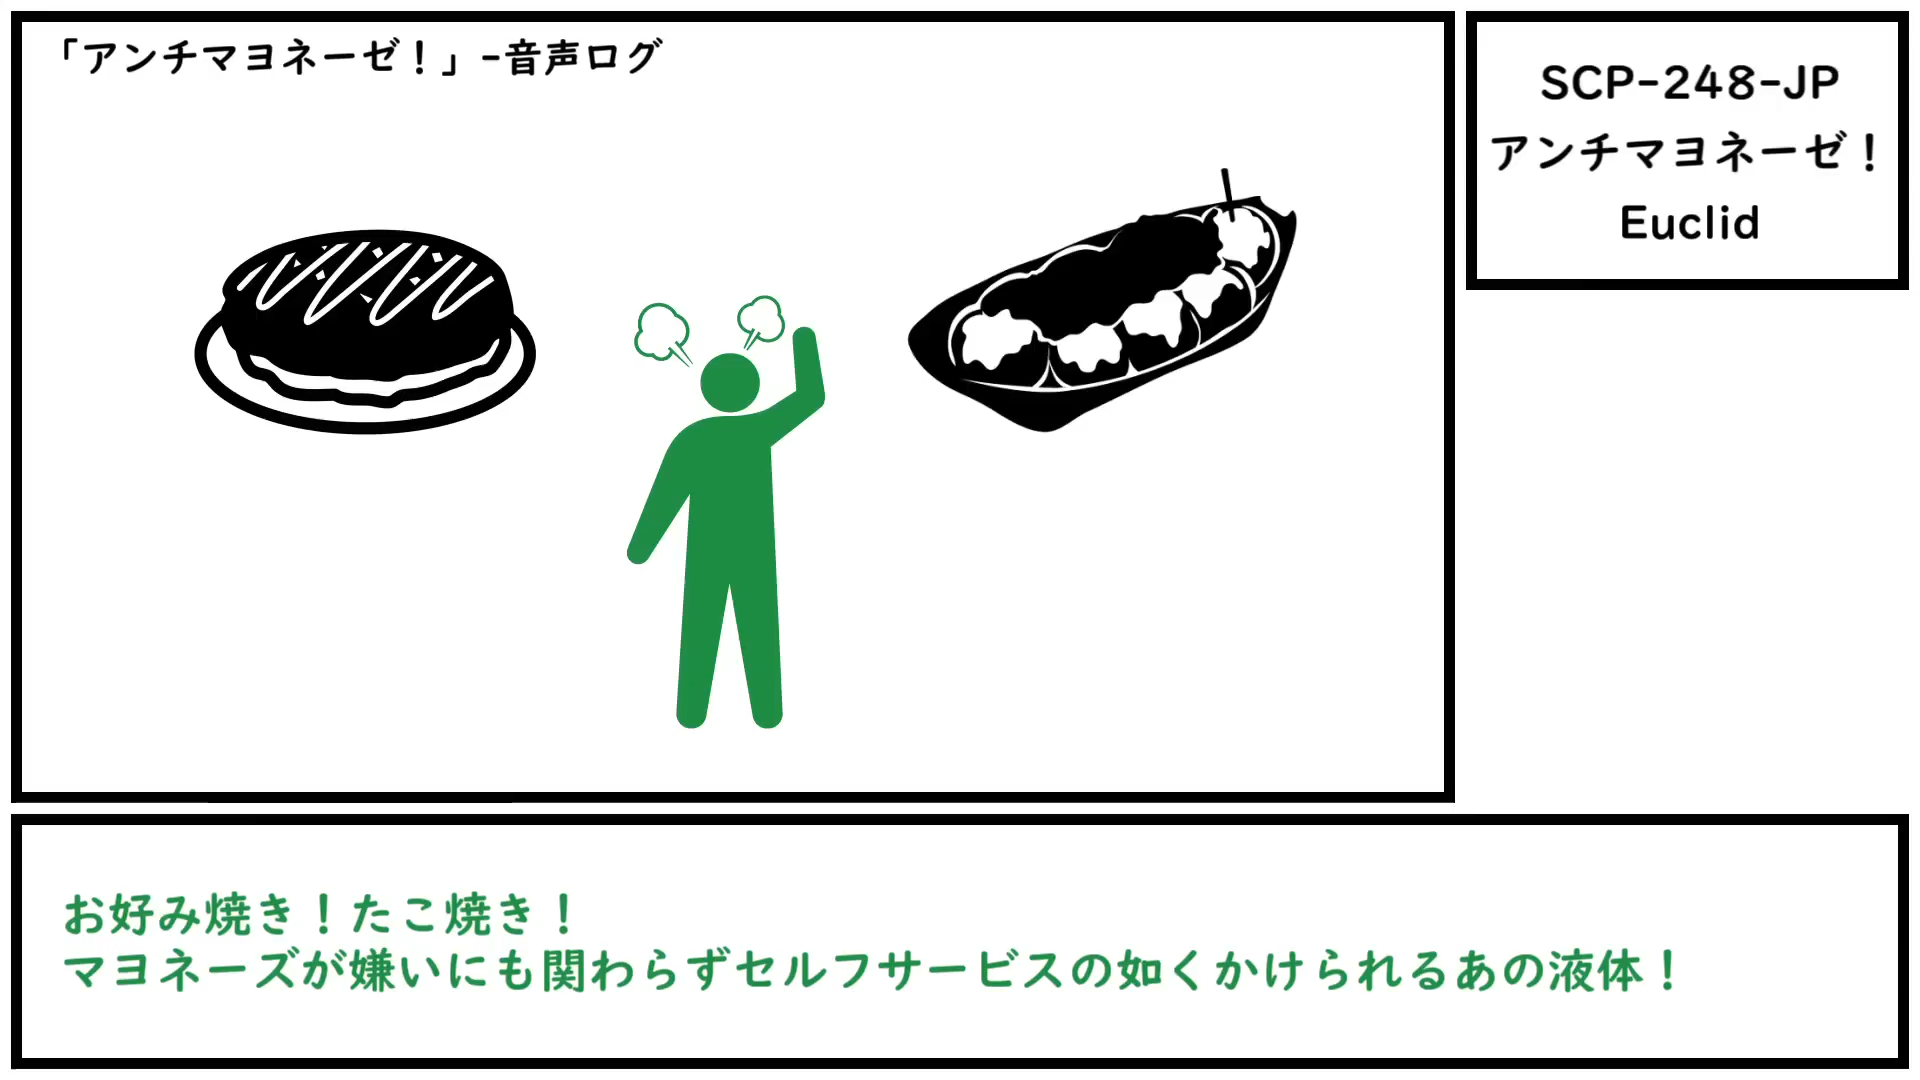 「アンチマヨネーゼ！」-音声ログ
SCP-248-JP
アンチマヨネーゼ！
Euclid
お好み焼き！たこ焼き！
マヨネーズが嫌いにも関わらずセルフサービスの如くかけられるあの液体！